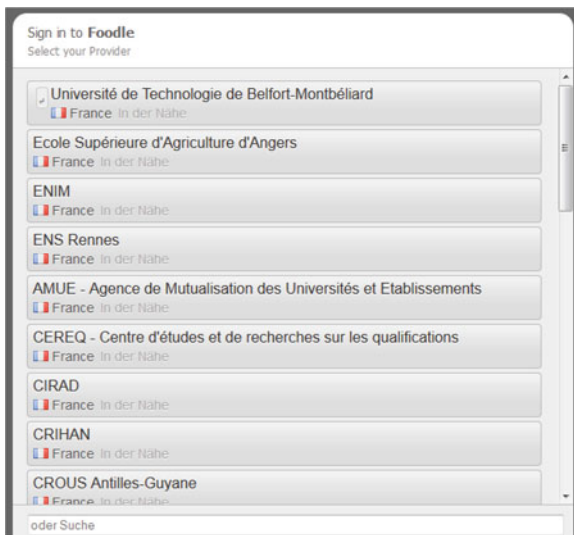 Sign in to Foodle
Select your Provider
Université de Technologie de Belfort-Montbéliard
France In der Nähe
Ecole Supérieure d'Agriculture d'Angers
France In der Nähe
ENIM
France In der Nähe
ENS Rennes
France In der Nähe
AMUE - Agence de Mutualisation des Universités et Etablissements
France In der Nähe
CEREQ - Centre d'études et de recherches sur les qualifications
France In der Nähe
CIRAD
France In der Nähe
CRIHAN
France In der Nähe
CROUS Antilles-Guyane
France In der Nähe
oder Suche